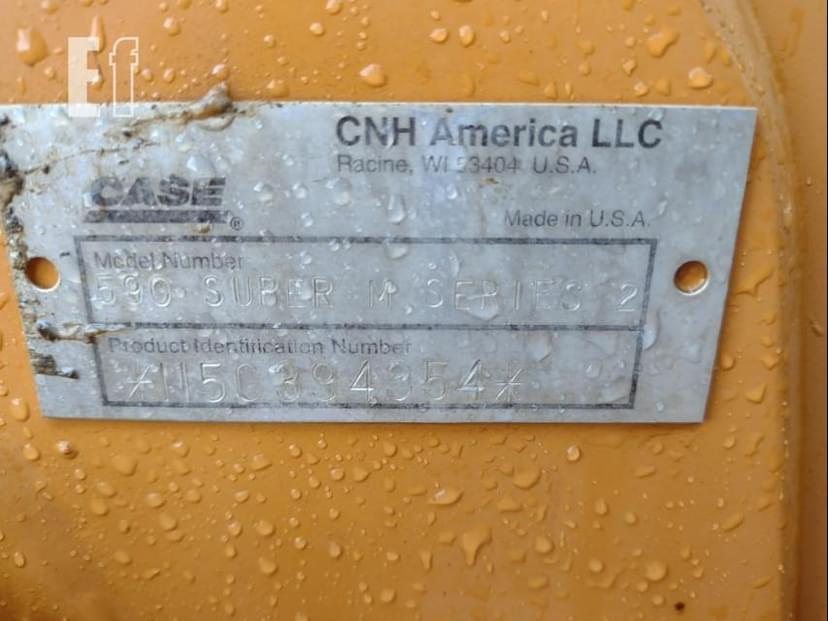 Ef
CNH America LLC
Racine, WI 53404 U.S.A.
CASE
®
Made in U.S.A.
Model Number
590 SUPER M SERIES 2
Product Identification Number